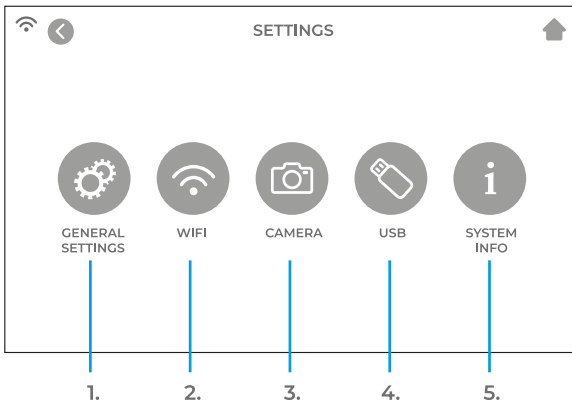 SETTINGS
GENERAL
SETTINGS
WIFI
CAMERA
USB
i
SYSTEM
INFO
1.
2.
3.
4.
5.